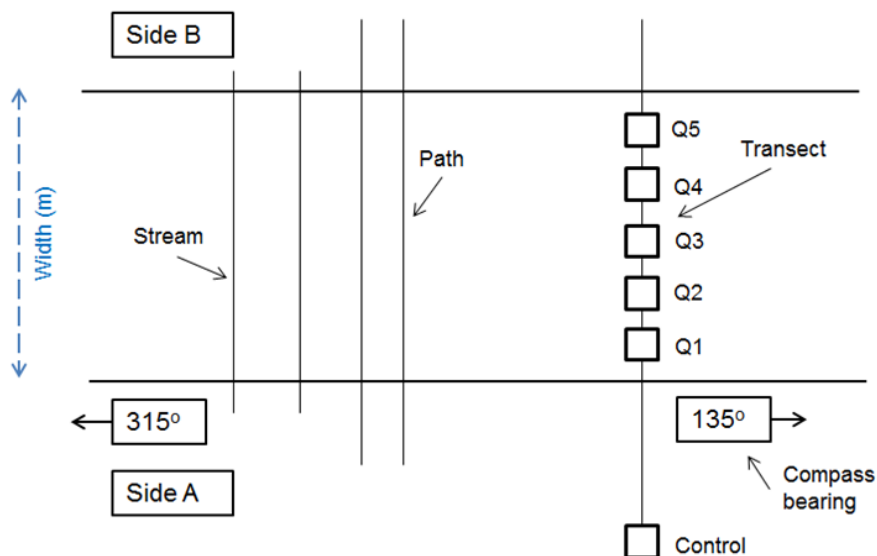 Side B
Q5
Transect
Path
Q4
Width (m)
Stream
Q3
Q2
Q1
315°
135°
Compass
bearing
Side A
Control